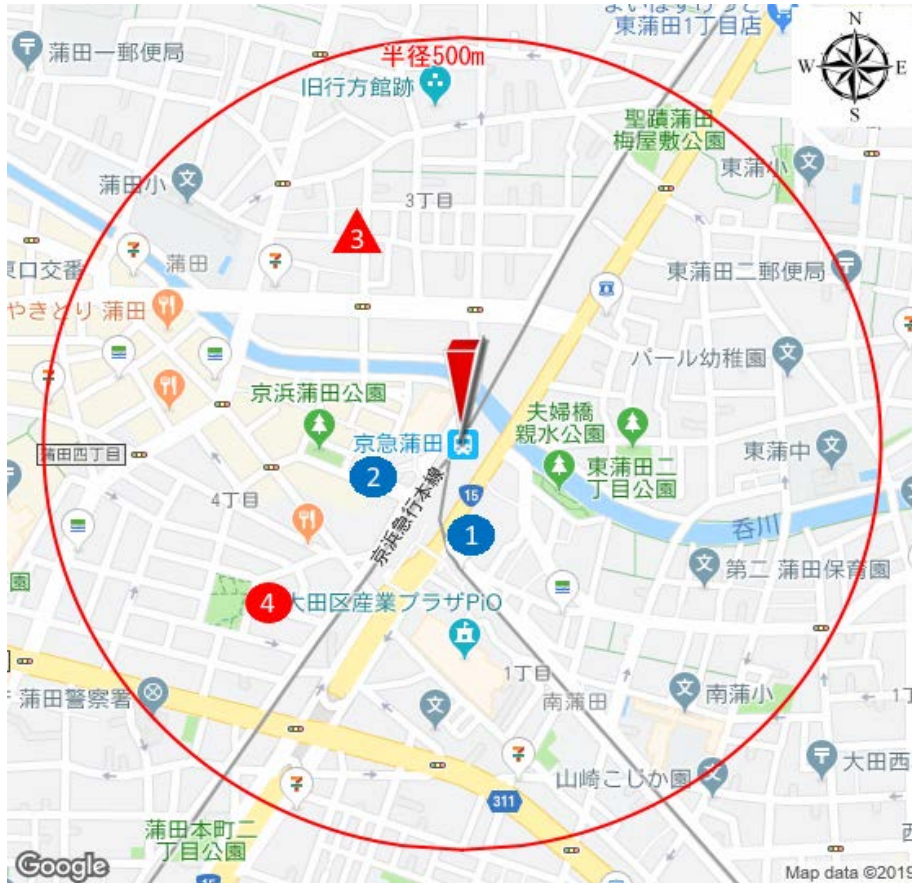 東蒲田1丁目店
蒲田一郵便局
半径500m
旧行方館跡
N
W
E
S
聖蹟蒲田
梅屋敷公園
東蒲小
蒲田小
3丁目
3
蒲田
東口交番
東蒲田二郵便局
やきとり 蒲田
パール幼稚園
京浜蒲田公園
夫婦橋
親水公園
京急蒲田
蒲田四丁目
東蒲中
東蒲田二
丁目公園
2
15
4丁目
京浜急行本線
1
呑川
第二 蒲田保育園
園
4
大田区産業プラザPiO
1丁目
蒲田警察署
南蒲田
南蒲小
大田西
山崎こじか園
311
蒲田本町二
丁目公園
15
Google
Map data ©2019